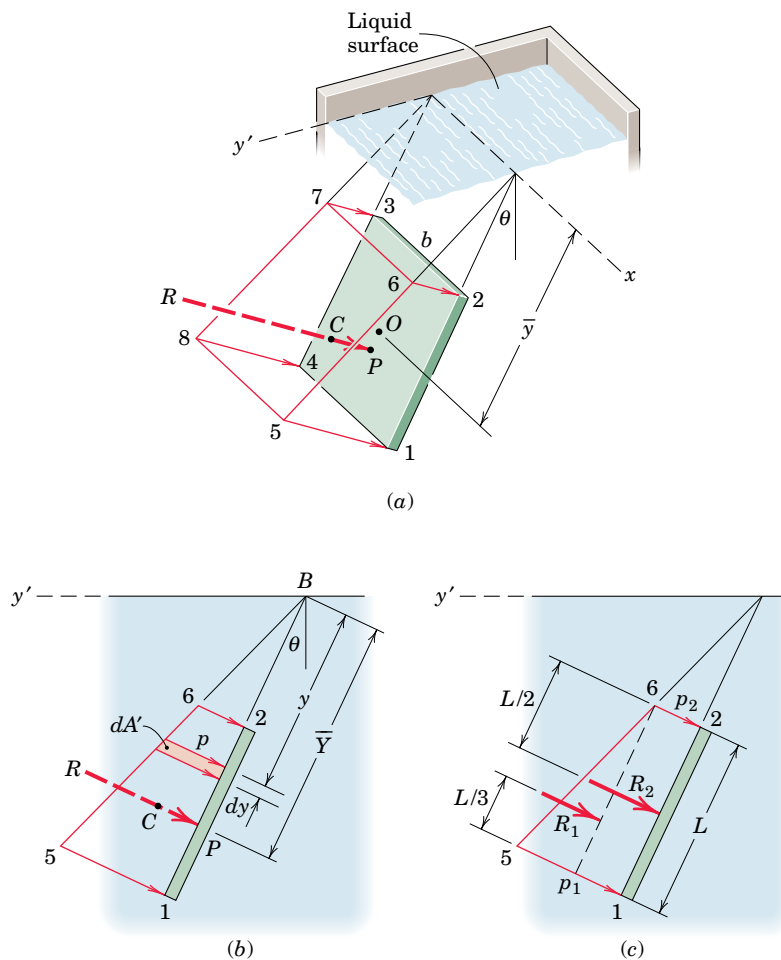 Liquid
surface
y′
7
3
b
θ
6
2
x
R
C
O
ȳ
8
4
P
5
1
(a)
y′
B
θ
6
2
y
dA′
p
Y̅
R
dy
C
P
5
1
(b)
y′
6
p₂
2
L/2
R₂
L/3
R₁
L
5
p₁
1
(c)